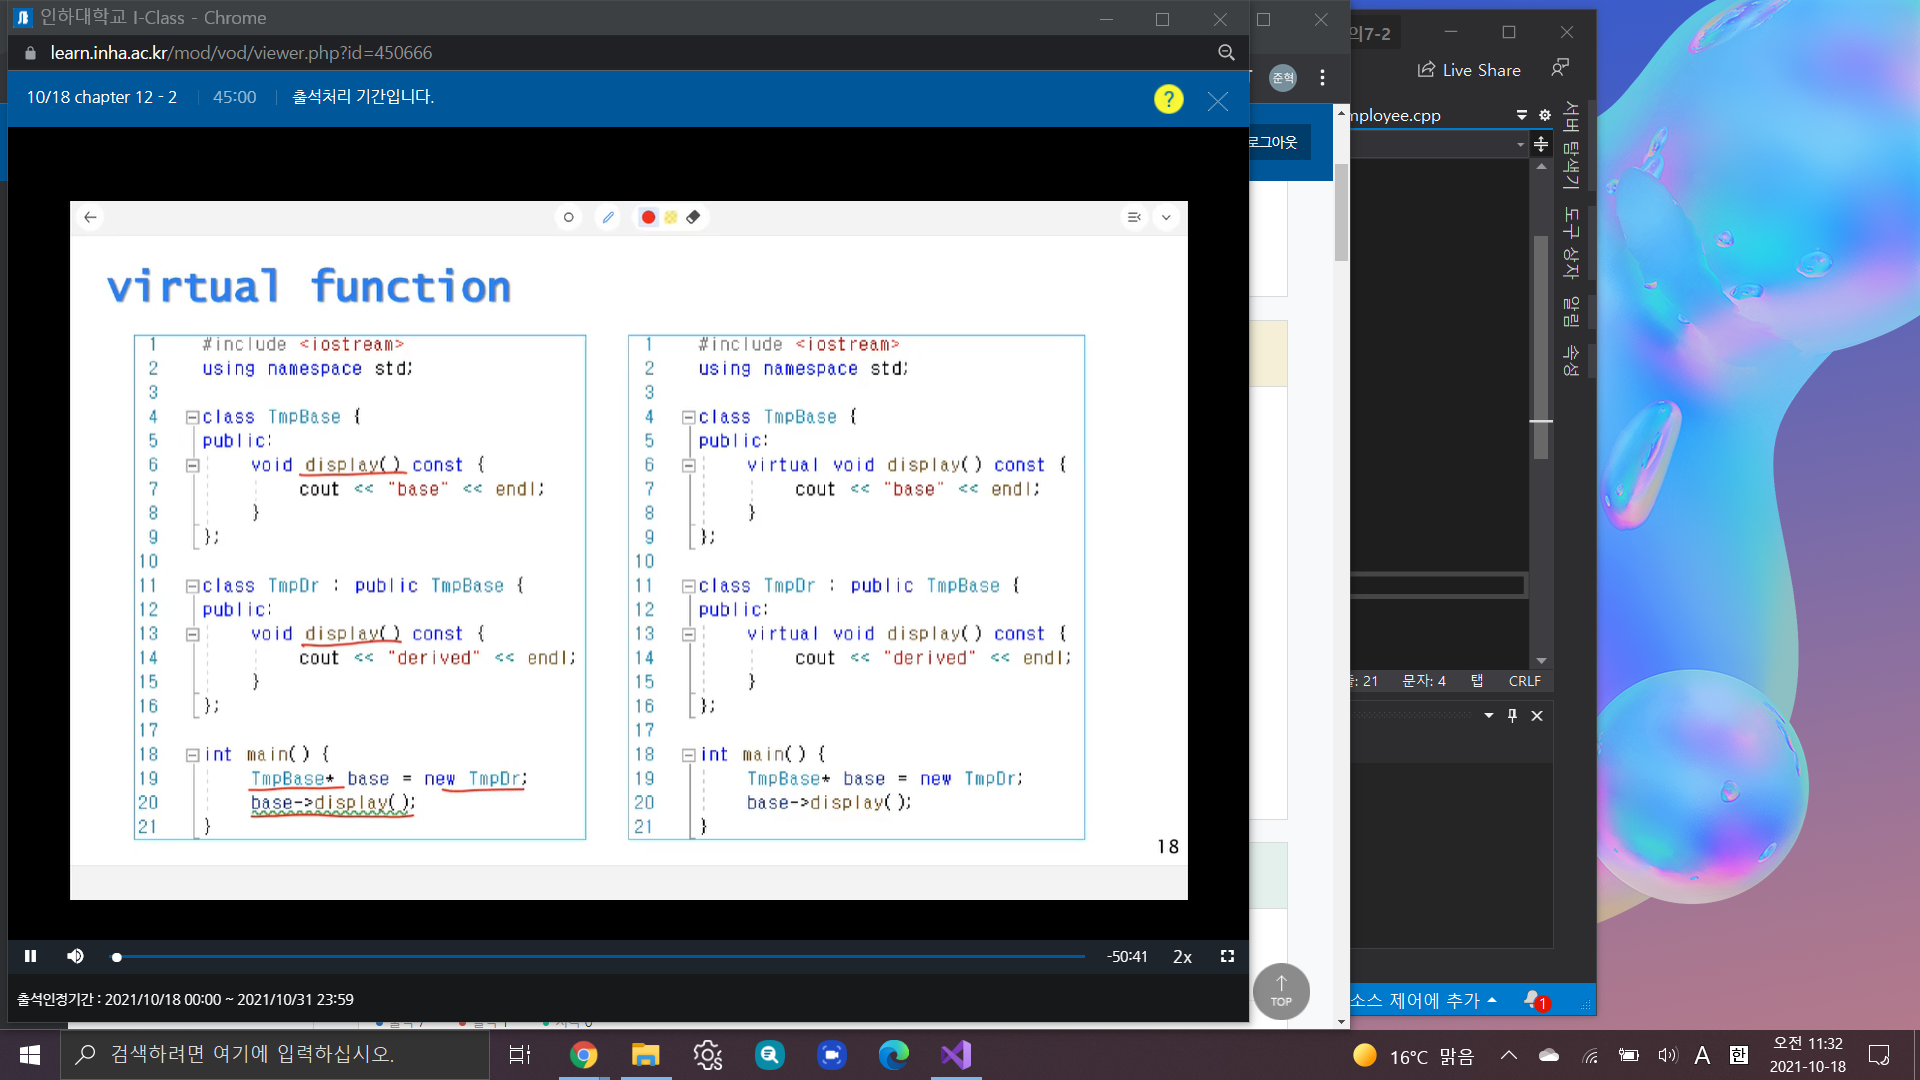 인하대학교 I-Class - Chrome
learn.inha.ac.kr/mod/vod/viewer.php?id=450666
10/18 chapter 12 - 2 45:00 출석처리 기간입니다. ?
virtual function
1 #include <iostream>
2 using namespace std;
3
4 class TmpBase {
5 public:
6 void display() const {
7 cout << "base" << endl;
8 }
9 };
10
11 class TmpDr : public TmpBase {
12 public:
13 void display() const {
14 cout << "derived" << endl;
15 }
16 };
17
18 int main() {
19 TmpBase* base = new TmpDr;
20 base->display();
21 }
1 #include <iostream>
2 using namespace std;
3
4 class TmpBase {
5 public:
6 virtual void display() const {
7 cout << "base" << endl;
8 }
9 };
10
11 class TmpDr : public TmpBase {
12 public:
13 virtual void display() const {
14 cout << "derived" << endl;
15 }
16 };
17
18 int main() {
19 TmpBase* base = new TmpDr;
20 base->display();
21 }
18
-50:41 2x
출석인정기간 : 2021/10/18 00:00 ~ 2021/10/31 23:59
준혁
로그아웃
TOP
7-2
Live Share
mployee.cpp
서버 탐색기
도구 상자
알림
속성
21 문자: 4 탭 CRLF
소스 제어에 추가
1
검색하려면 여기에 입력하십시오.
16°C 맑음
A 한
오전 11:32
2021-10-18